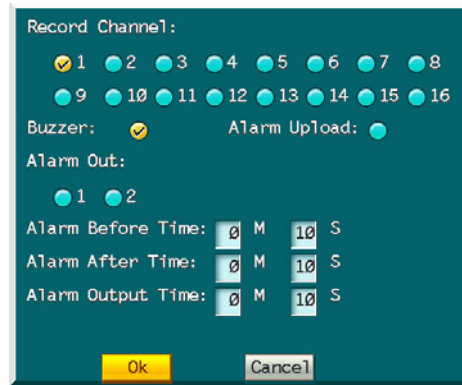 Record Channel:
1 2 3 4 5 6 7 8
9 10 11 12 13 14 15 16
Buzzer: Alarm Upload:
Alarm Out:
1 2
Alarm Before Time: 0 M 10 S
Alarm After Time: 0 M 10 S
Alarm Output Time: 0 M 10 S
Ok Cancel